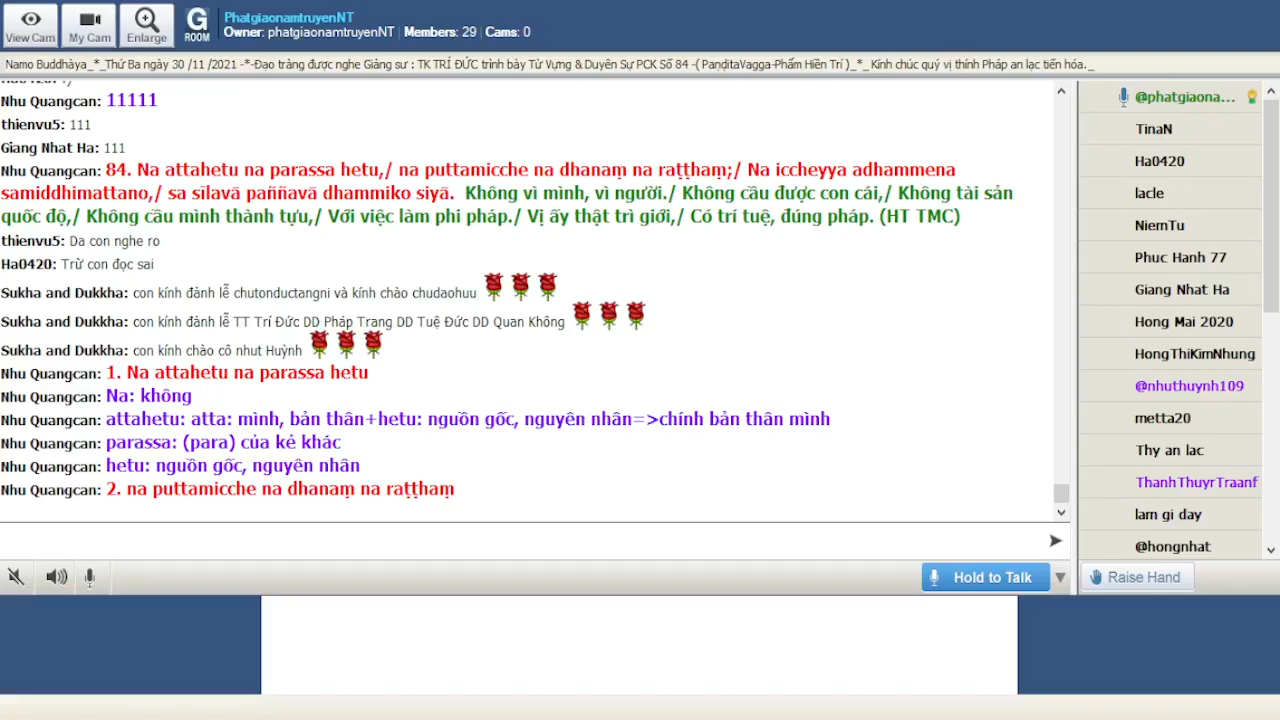 View Cam
My Cam
Enlarge
G
ROOM
PhatgiaonamtruyenNT
Owner: phatgiaonamtruyenNT | Members: 29 | Cams: 0
Namo Buddhàya_*_Thứ Ba ngày 30 /11 /2021 -*-Đạo tràng được nghe Giảng sư : TK TRÍ ĐỨC trình bày Từ Vựng & Duyên Sự PCK Số 84 -( PaṇḍitaVagga-Phẩm Hiền Trí )_*_ Kính chúc quý vị thính Pháp an lạc tiến hóa._
Nhu Quangcan: 11111
thienvu5: 111
Giang Nhat Ha: 111
Nhu Quangcan: 84. Na attahetu na parassa hetu,/ na puttamicche na dhanaṃ na raṭṭhaṃ;/ Na iccheyya adhammena
samiddhimattano,/ sa sīlavā paññavā dhammiko siyā. Không vì mình, vì người./ Không cầu được con cái,/ Không tài sản
quốc độ,/ Không cầu mình thành tựu,/ Với việc làm phi pháp./ Vị ấy thật trì giới,/ Có trí tuệ, đúng pháp. (HT TMC)
thienvu5: Da con nghe ro
Ha0420: Trừ con đọc sai
Sukha and Dukkha: con kính đảnh lễ chutonductangni và kính chào chudaohuu
Sukha and Dukkha: con kính đảnh lễ TT Trí Đức DD Pháp Trang DD Tuệ Đức DD Quan Không
Sukha and Dukkha: con kính chào cô nhut Huỳnh
Nhu Quangcan: 1. Na attahetu na parassa hetu
Nhu Quangcan: Na: không
Nhu Quangcan: attahetu: atta: mình, bản thân+hetu: nguồn gốc, nguyên nhân=>chính bản thân mình
Nhu Quangcan: parassa: (para) của kẻ khác
Nhu Quangcan: hetu: nguồn gốc, nguyên nhân
Nhu Quangcan: 2. na puttamicche na dhanaṃ na raṭṭhaṃ
@phatgiaona...
TinaN
Ha0420
lacle
NiemTu
Phuc Hanh 77
Giang Nhat Ha
Hong Mai 2020
HongThiKimNhung
@nhuthuynh109
metta20
Thy an lac
ThanhThuyrTraanf
lam gi day
@hongnhat
Hold to Talk
Raise Hand